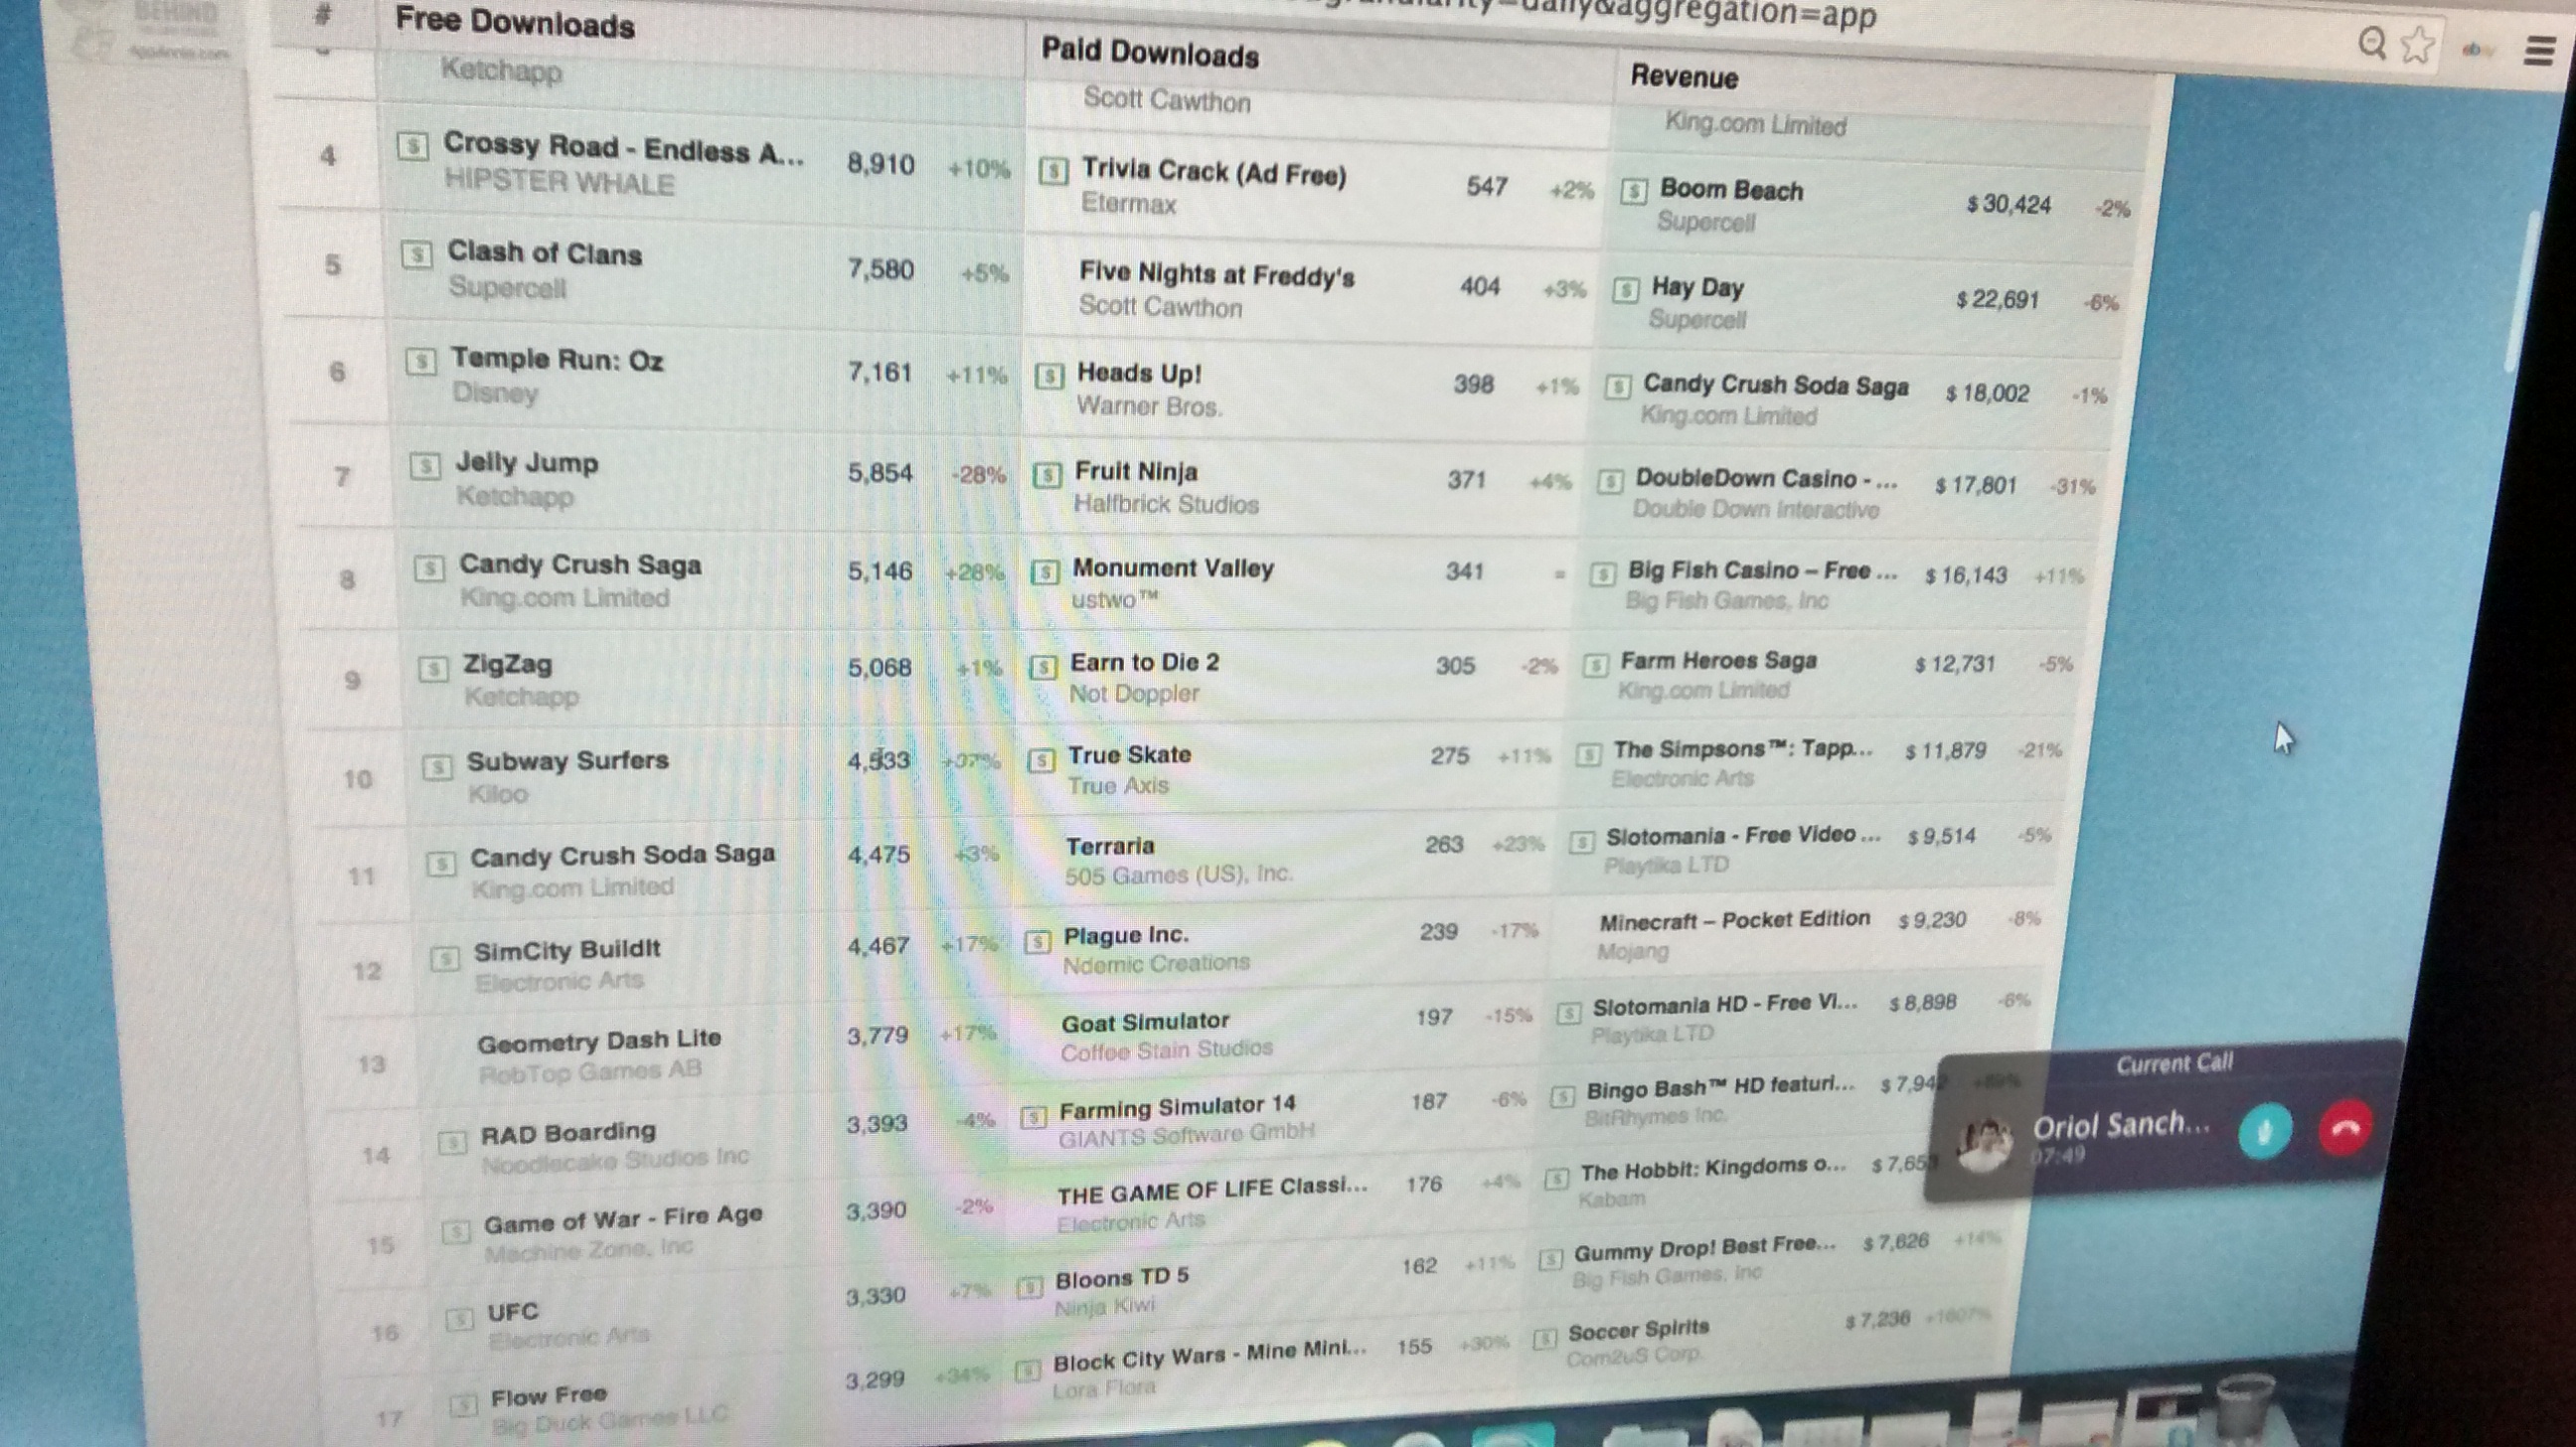 BEHIND
AppAnnie.com
=daily&aggregation=app
# Free Downloads Paid Downloads Revenue
Ketchapp Scott Cawthon King.com Limited
4 Crossy Road - Endless A... 8,910 +10% Trivia Crack (Ad Free) 547 +2% Boom Beach $ 30,424 -2%
HIPSTER WHALE Etermax Supercell
5 Clash of Clans 7,580 +5% Five Nights at Freddy's 404 +3% Hay Day $ 22,691 -6%
Supercell Scott Cawthon Supercell
6 Temple Run: Oz 7,161 +11% Heads Up! 398 +1% Candy Crush Soda Saga $ 18,002 -1%
Disney Warner Bros. King.com Limited
7 Jelly Jump 5,854 -28% Fruit Ninja 371 +4% DoubleDown Casino - ... $ 17,801 -31%
Ketchapp Halfbrick Studios Double Down Interactive
8 Candy Crush Saga 5,146 +28% Monument Valley 341 = Big Fish Casino – Free ... $ 16,143 +11%
King.com Limited ustwo™ Big Fish Games, Inc
9 ZigZag 5,068 +1% Earn to Die 2 305 -2% Farm Heroes Saga $ 12,731 -5%
Ketchapp Not Doppler King.com Limited
10 Subway Surfers 4,533 True Skate 275 +11% The Simpsons™: Tapp... $ 11,879 -21%
Kiloo True Axis Electronic Arts
11 Candy Crush Soda Saga 4,475 +3% Terraria 263 +23% Slotomania - Free Video ... $ 9,514 -5%
King.com Limited 505 Games (US), Inc. Playtika LTD
12 SimCity BuildIt 4,467 +17% Plague Inc. 239 -17% Minecraft – Pocket Edition $ 9,230 -8%
Electronic Arts Ndemic Creations Mojang
13 Geometry Dash Lite 3,779 +17% Goat Simulator 197 -15% Slotomania HD - Free Vi... $ 8,898 -6%
RobTop Games AB Coffee Stain Studios Playtika LTD
14 RAD Boarding 3,393 -4% Farming Simulator 14 187 -6% Bingo Bash™ HD featuri... $ 7,94
Noodlecake Studios Inc GIANTS Software GmbH BitRhymes Inc.
15 Game of War - Fire Age 3,390 -2% THE GAME OF LIFE Classi... 176 +4% The Hobbit: Kingdoms o... $ 7,65
Machine Zone, Inc Electronic Arts Kabam
16 UFC 3,330 +7% Bloons TD 5 162 +11% Gummy Drop! Best Free... $ 7,626 +14%
Electronic Arts Ninja Kiwi Big Fish Games, Inc
17 Flow Free 3,299 +34% Block City Wars - Mine Mini... 155 +30% Soccer Spirits $ 7,236
Big Duck Games LLC Lora Flora Com2uS Corp.
Current Call
Oriol Sanch...
07:49